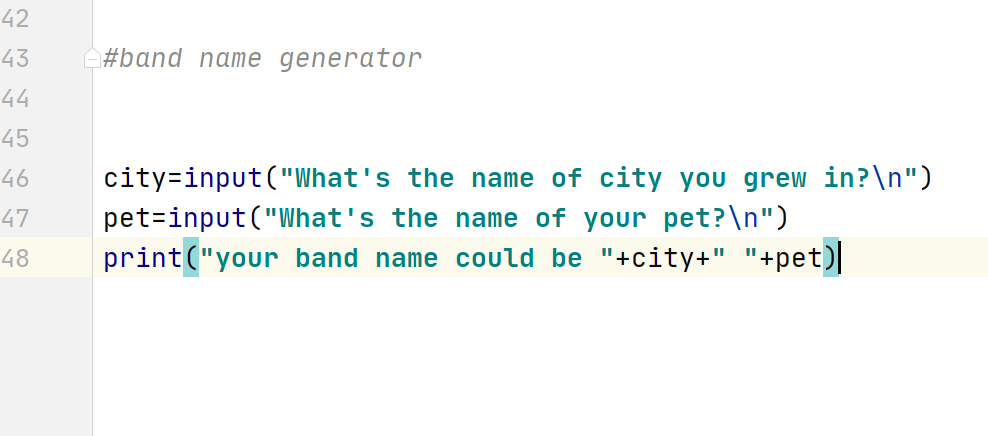 42
43 #band name generator
44
45
46 city=input("What's the name of city you grew in?\n")
47 pet=input("What's the name of your pet?\n")
48 print("your band name could be "+city+" "+pet)